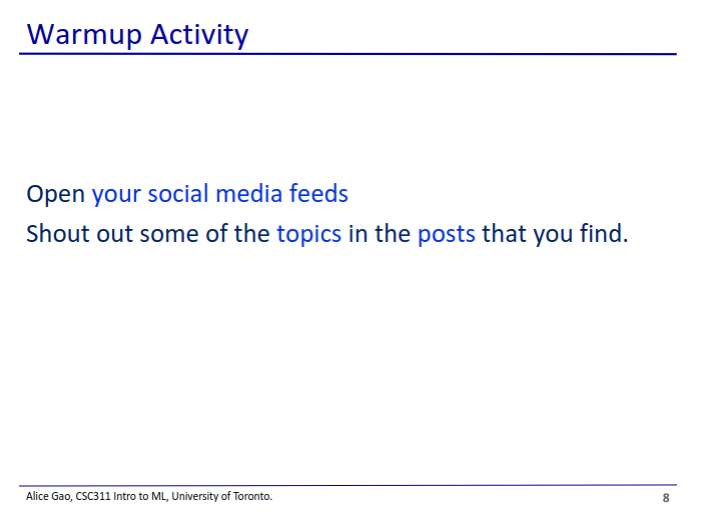 Warmup Activity
Open your social media feeds
Shout out some of the topics in the posts that you find.
Alice Gao, CSC311 Intro to ML, University of Toronto.
8